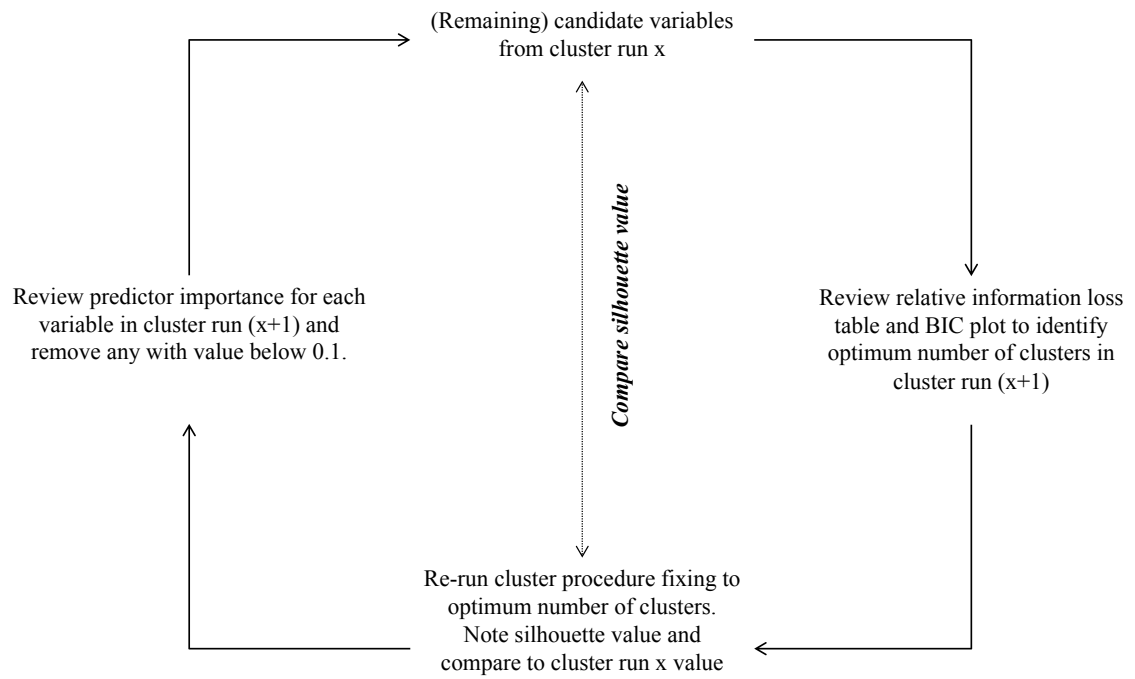 (Remaining) candidate variables
from cluster run x
Compare silhouette value
Review predictor importance for each
variable in cluster run (x+1) and
remove any with value below 0.1.
Review relative information loss
table and BIC plot to identify
optimum number of clusters in
cluster run (x+1)
Re-run cluster procedure fixing to
optimum number of clusters.
Note silhouette value and
compare to cluster run x value